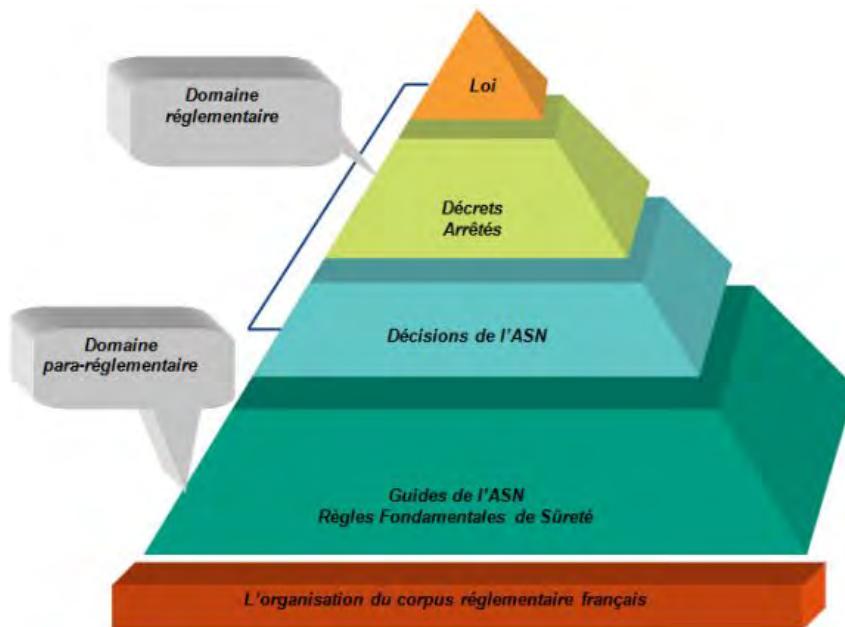 Loi
Domaine
réglementaire
Décrets
Arrêtés
Décisions de l'ASN
Domaine
para-réglementaire
Guides de l'ASN
Règles Fondamentales de Sûreté
L'organisation du corpus réglementaire français